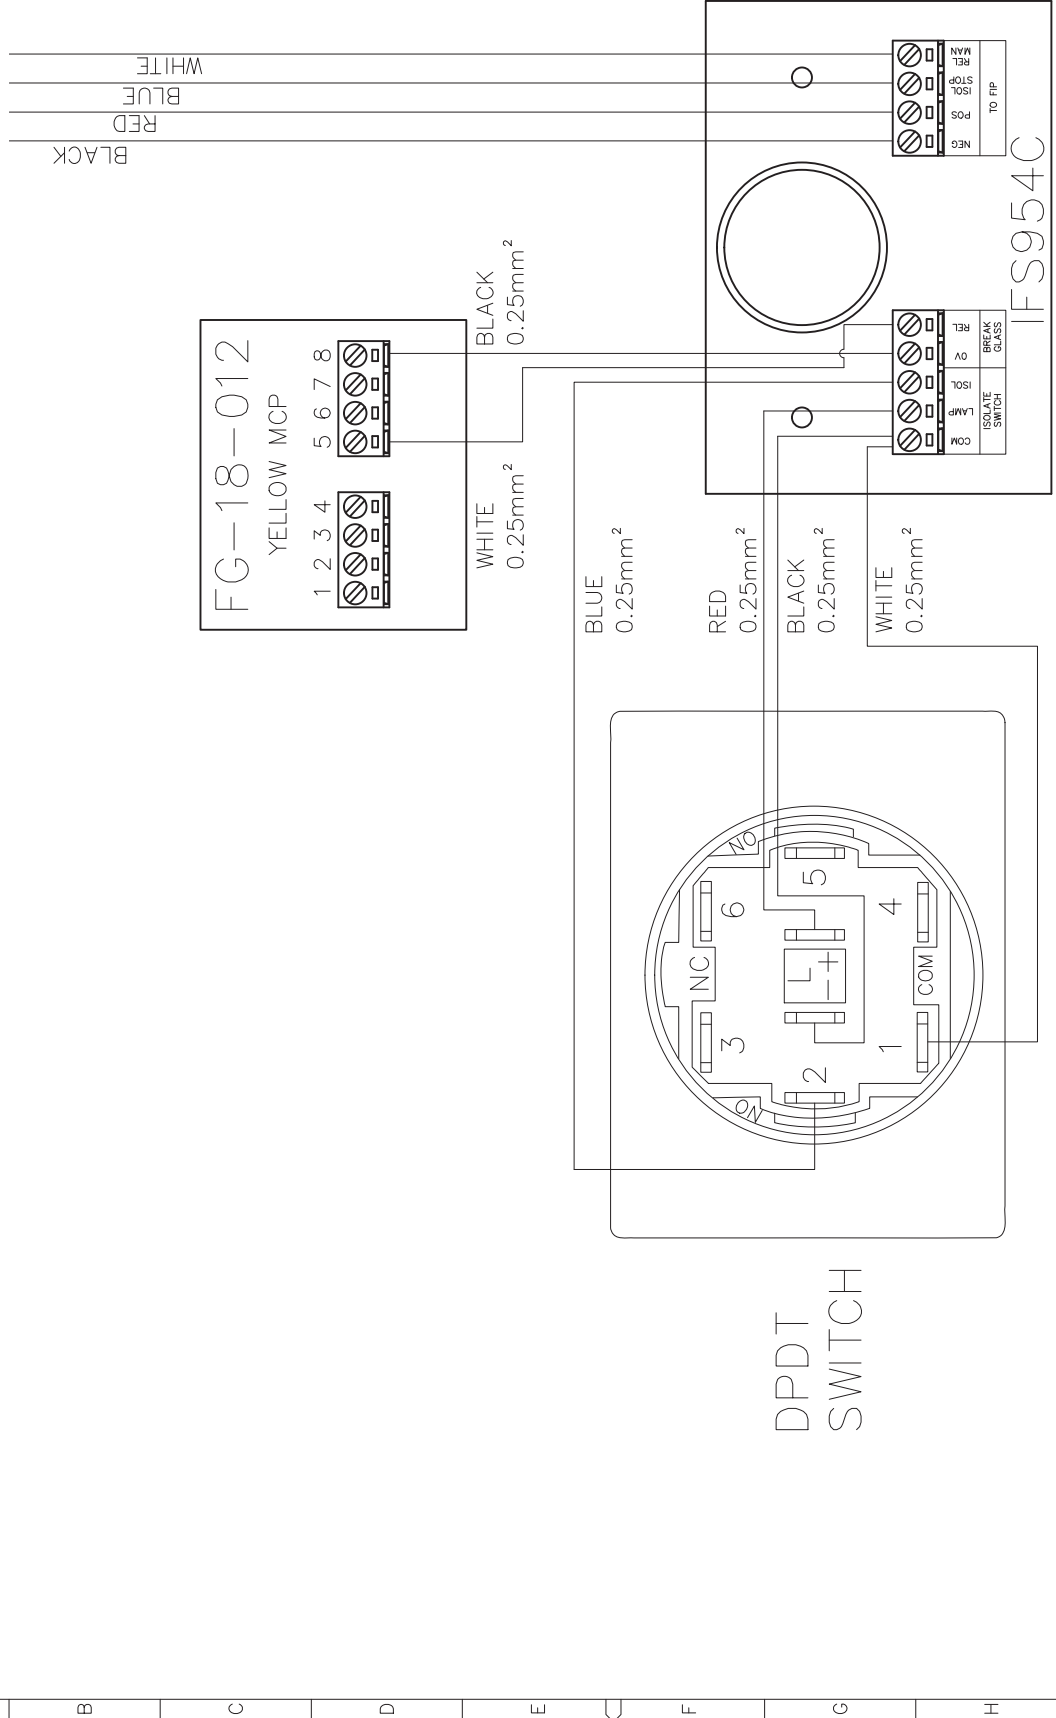 WHITE
BLUE
RED
BLACK
FG-18-012
YELLOW MCP
1 2 3 4
5 6 7 8
BLACK
0.25mm²
WHITE
0.25mm²
BLUE
0.25mm²
RED
0.25mm²
BLACK
0.25mm²
WHITE
0.25mm²
IFS954C
REL
MAN
ISOL
STOP
POS
NEG
TO FIP
REL
0V
ISOL
LAMP
COM
BREAK
GLASS
ISOLATE
SWITCH
NO
NC
NO
COM
L
- +
1
2
3
4
5
6
DPDT
SWITCH
B
C
D
E
F
G
H